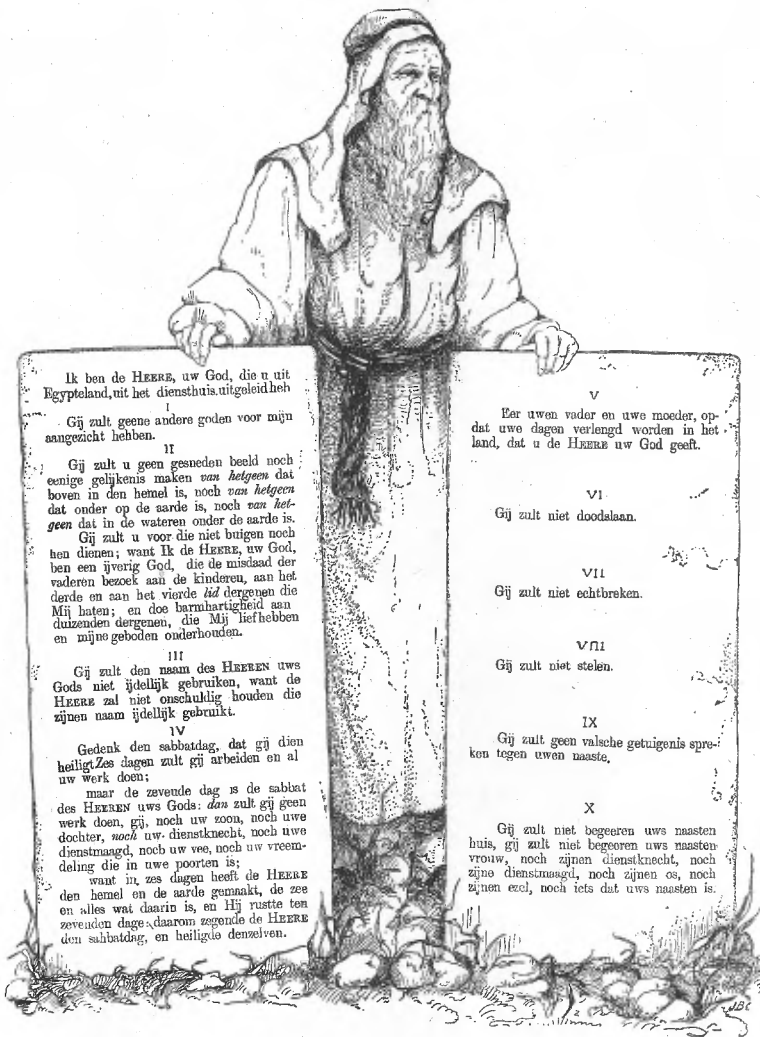 Ik ben de HEERE, uw God, die u uit
Egypteland, uit het diensthuis.uitgeleid heb
I
Gij zult geene andere goden voor mijn
aangezicht hebben.
II
Gij zult u geen gesneden beeld noch
eenige gelijkenis maken van hetgeen dat
boven in den hemel is, noch van hetgeen
dat onder op de aarde is, noch van het-
geen dat in de wateren onder de aarde is.
Gij zult u voor die niet buigen noch
hen dienen; want Ik de HEERE, uw God,
ben een ijverig God, die de misdaad der
vaderen bezoek aan de kinderen, aan het
derde en aan het vierde lid dergenen die
Mij haten; en doe barmhartigheid aan
duizenden dergenen, die Mij liefhebben
en mijne geboden onderhouden.
III
Gij zult den naam des HEEREN uws
Gods niet ijdellijk gebruiken, want de
HEERE zal niet onschuldig houden die
zijnen naam ijdellijk gebruikt.
IV
Gedenk den sabbatdag, dat gij dien
heiligt Zes dagen zult gij arbeiden en al
uw werk doen;
maar de zevende dag is de sabbat
des HEEREN uws Gods: dan zult gij geen
werk doen, gij, noch uw zoon, noch uwe
dochter, noch uw dienstknecht, noch uwe
dienstmaagd, noch uw vee, noch uw vreem-
deling die in uwe poorten is;
want in zes dagen heeft de HEERE
den hemel en de aarde gemaakt, de zee
en alles wat daarin is, en Hij rustte ten
zevenden dage: daarom zegende de HEERE
den sabbatdag, en heiligde denzelven.
V
Eer uwen vader en uwe moeder, op-
dat uwe dagen verlengd worden in het
land, dat u de HEERE uw God geeft.
VI
Gij zult niet doodslaan.
VII
Gij zult niet echtbreken.
VIII
Gij zult niet stelen.
IX
Gij zult geen valsche getuigenis spre-
ken tegen uwen naaste.
X
Gij zult niet begeeren uws naasten
huis, gij zult niet begeeren uws naasten
vrouw, noch zijnen dienstknecht, noch
zijne dienstmaagd, noch zijnen os, noch
zijnen ezel, noch iets dat uws naasten is.